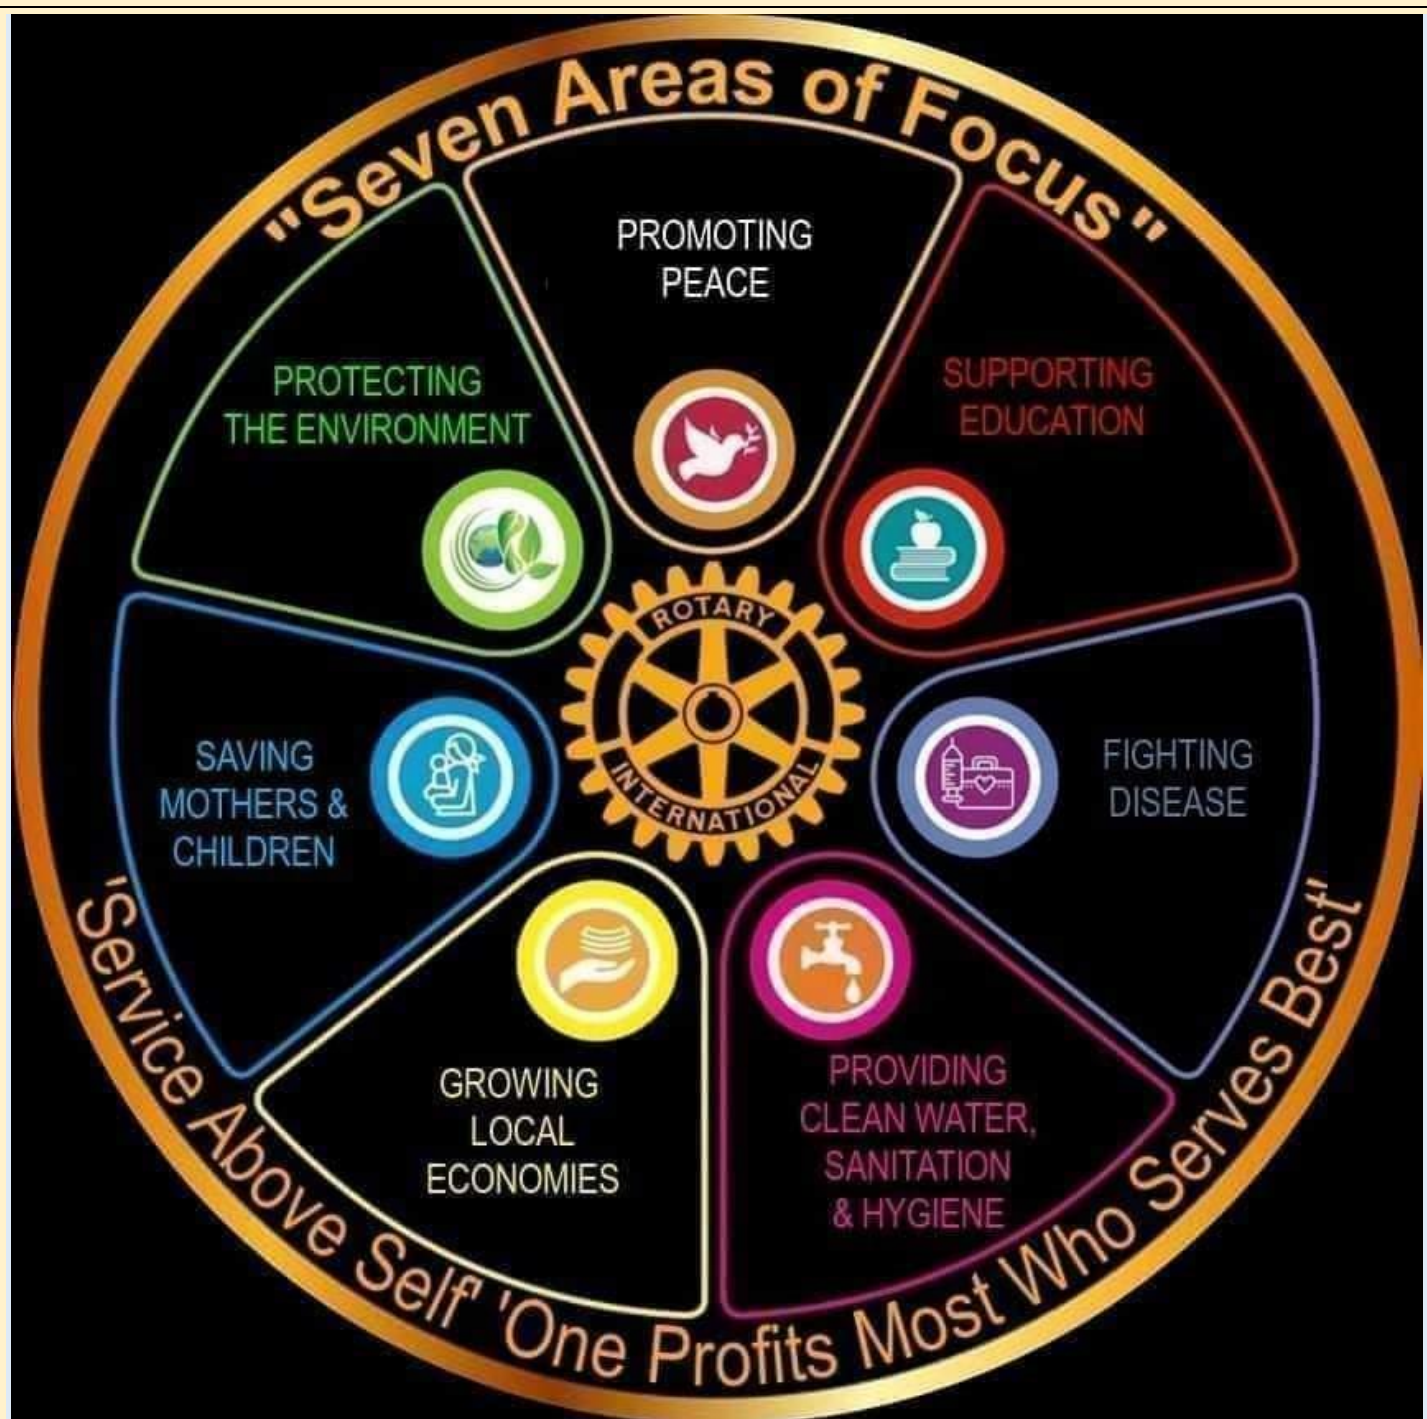 "Seven Areas of Focus"
PROMOTING
PEACE
SUPPORTING
EDUCATION
FIGHTING
DISEASE
PROVIDING
CLEAN WATER,
SANITATION
& HYGIENE
GROWING
LOCAL
ECONOMIES
SAVING
MOTHERS &
CHILDREN
PROTECTING
THE ENVIRONMENT
ROTARY
INTERNATIONAL
'Service Above Self' 'One Profits Most Who Serves Best"